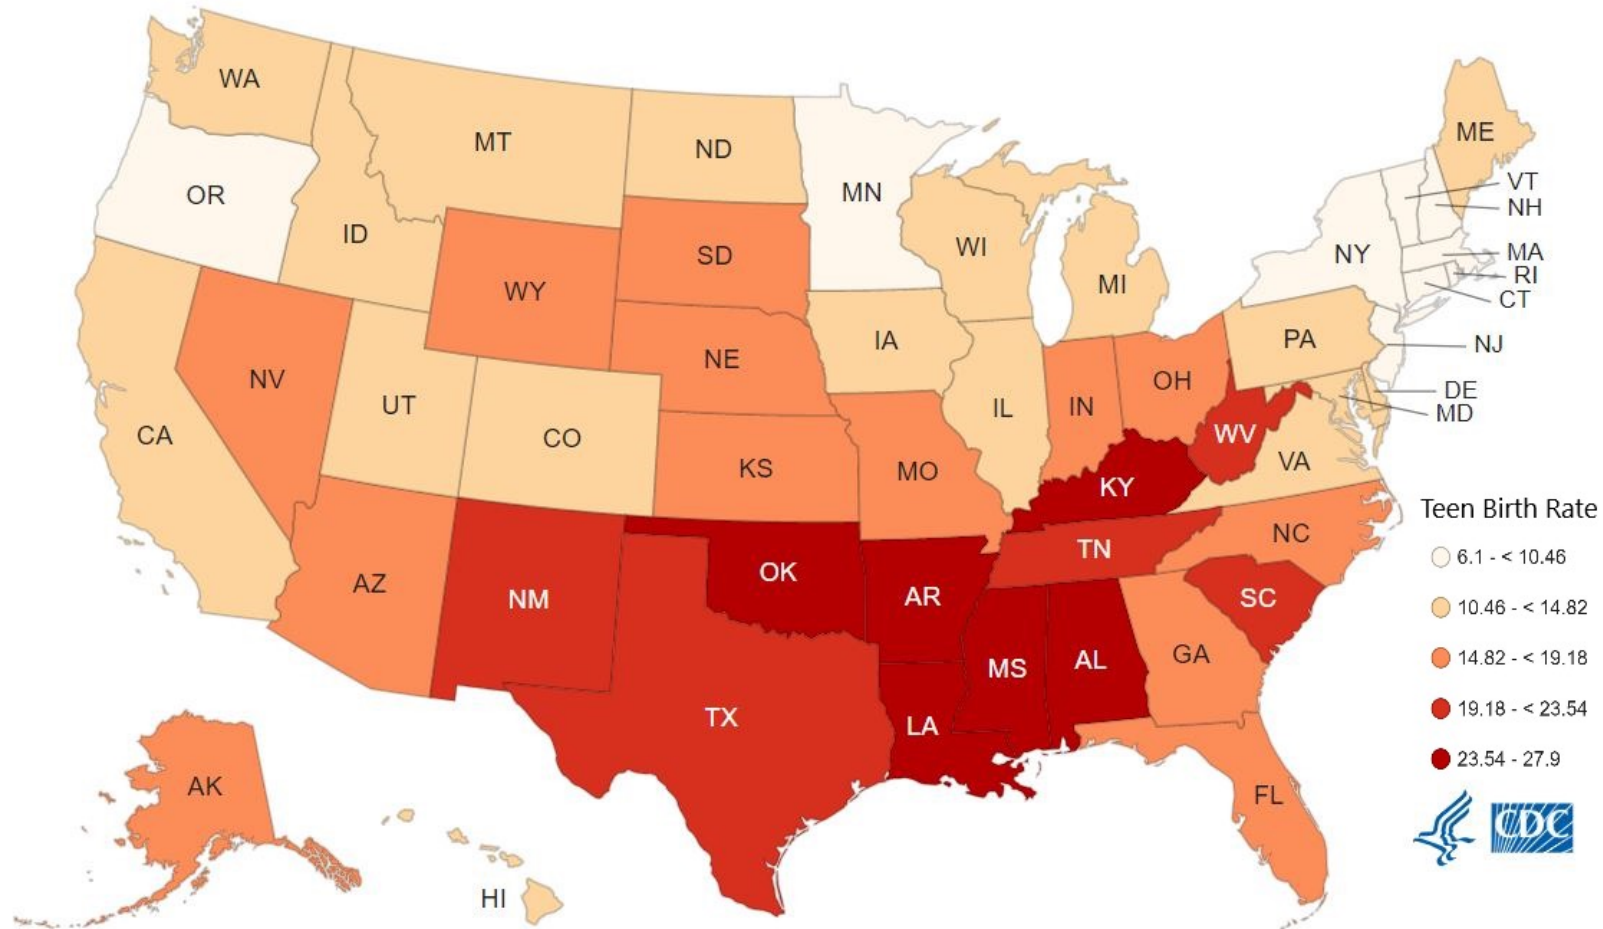 WA
MT
ND
MN
ME
OR
VT
NH
ID
SD
WI
NY
MA
RI
CT
WY
MI
NE
IA
PA
NJ
NV
UT
CO
IL
IN
OH
DE
MD
CA
WV
VA
KS
MO
KY
Teen Birth Rate
6.1 - < 10.46
10.46 - < 14.82
14.82 - < 19.18
19.18 - < 23.54
23.54 - 27.9
NC
TN
AZ
NM
OK
AR
SC
MS
AL
GA
TX
LA
AK
FL
HI
CDC